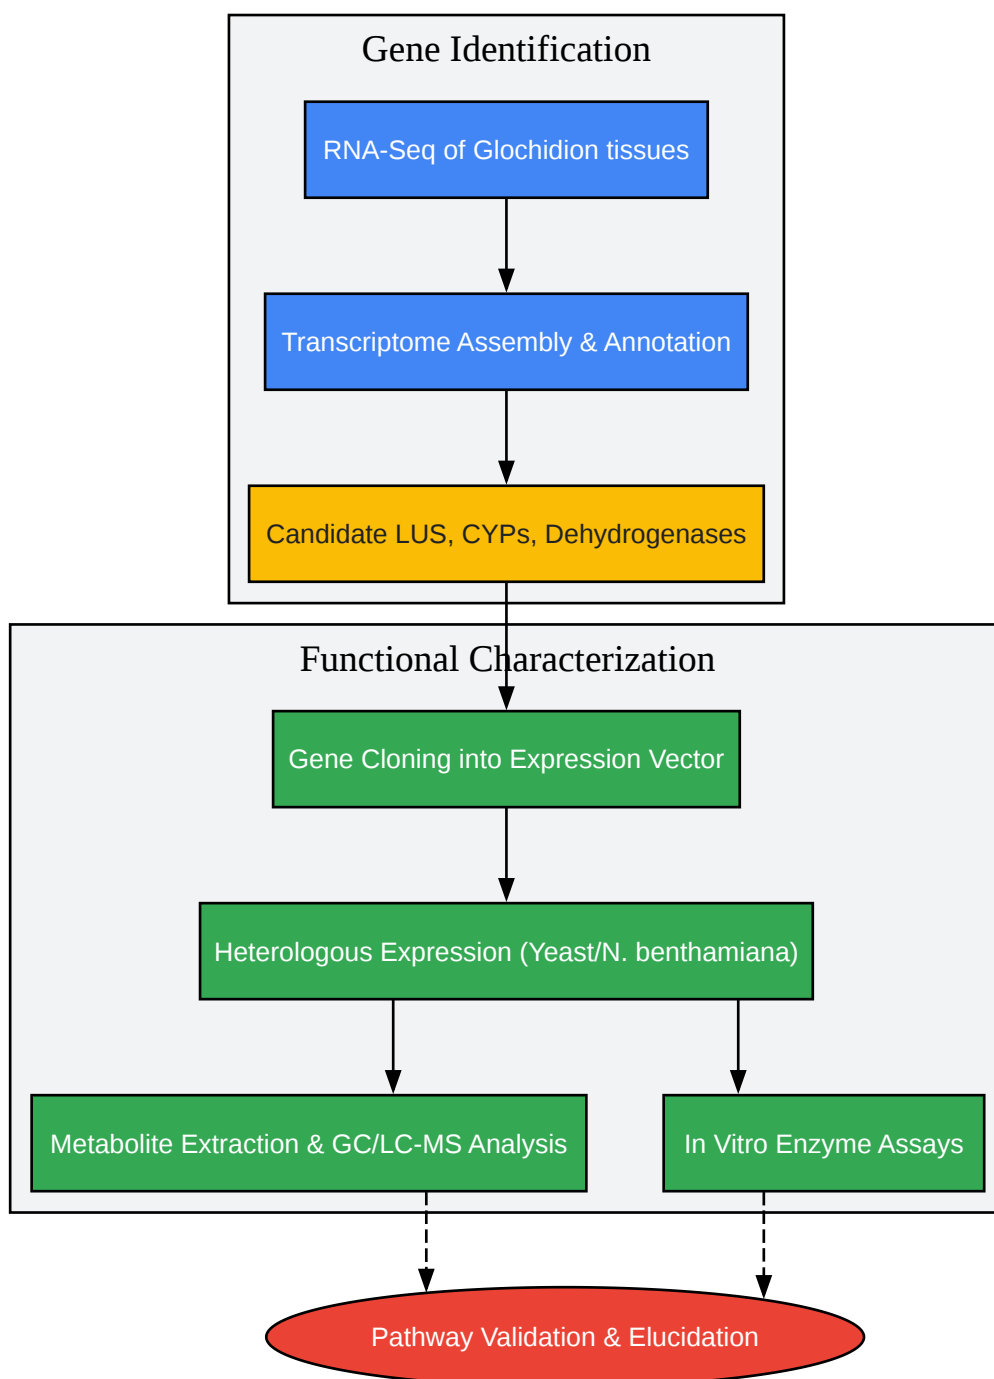 Gene Identification
RNA-Seq of Glochidion tissues
Transcriptome Assembly & Annotation
Candidate LUS, CYPs, Dehydrogenases
Functional Characterization
Gene Cloning into Expression Vector
Heterologous Expression (Yeast/N. benthamiana)
Metabolite Extraction & GC/LC-MS Analysis
In Vitro Enzyme Assays
Pathway Validation & Elucidation